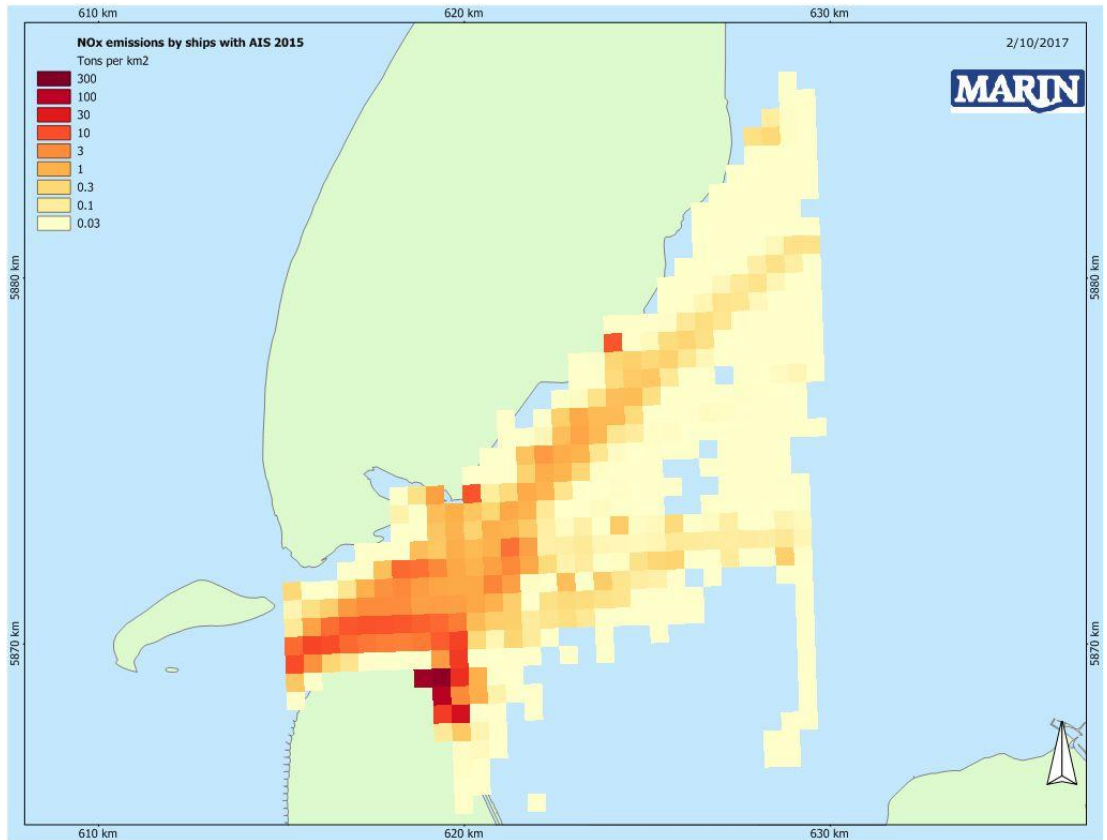 610 km
620 km
630 km
NOx emissions by ships with AIS 2015
Tons per km2
300
100
30
10
3
1
0.3
0.1
0.03
2/10/2017
MARIN
5880 km
5880 km
5870 km
5870 km
610 km
620 km
630 km